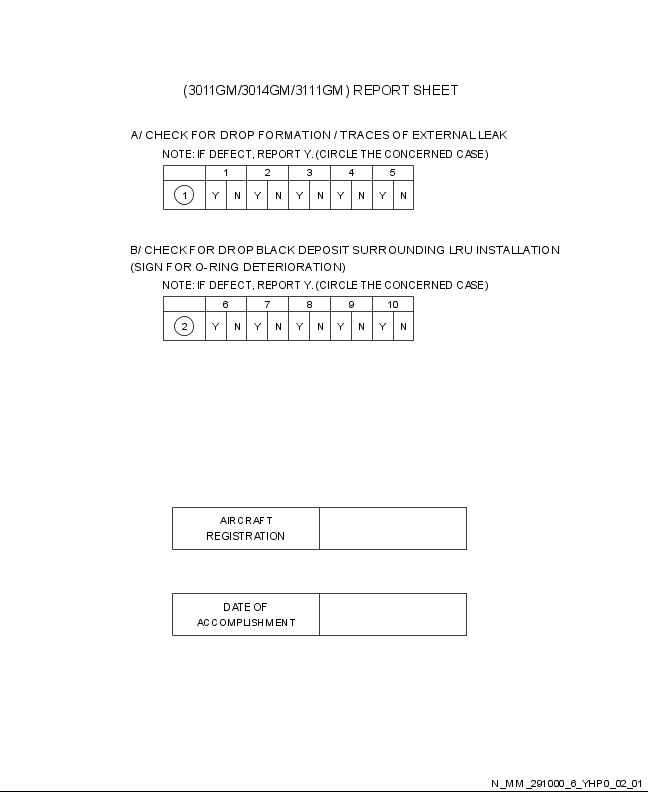 (3011GM/3014GM/3111GM) REPORT SHEET
A/ CHECK FOR DROP FORMATION / TRACES OF EXTERNAL LEAK
NOTE: IF DEFECT, REPORT Y. (CIRCLE THE CONCERNED CASE)
1 2 3 4 5
1 Y N Y N Y N Y N Y N
B/ CHECK FOR DROP BLACK DEPOSIT SURROUNDING LRU INSTALLATION
(SIGN FOR O-RING DETERIORATION)
NOTE: IF DEFECT, REPORT Y. (CIRCLE THE CONCERNED CASE)
6 7 8 9 10
2 Y N Y N Y N Y N Y N
AIRCRAFT
REGISTRATION
DATE OF
ACCOMPLISHMENT
N_MM_291000_6_YHP0_02_01